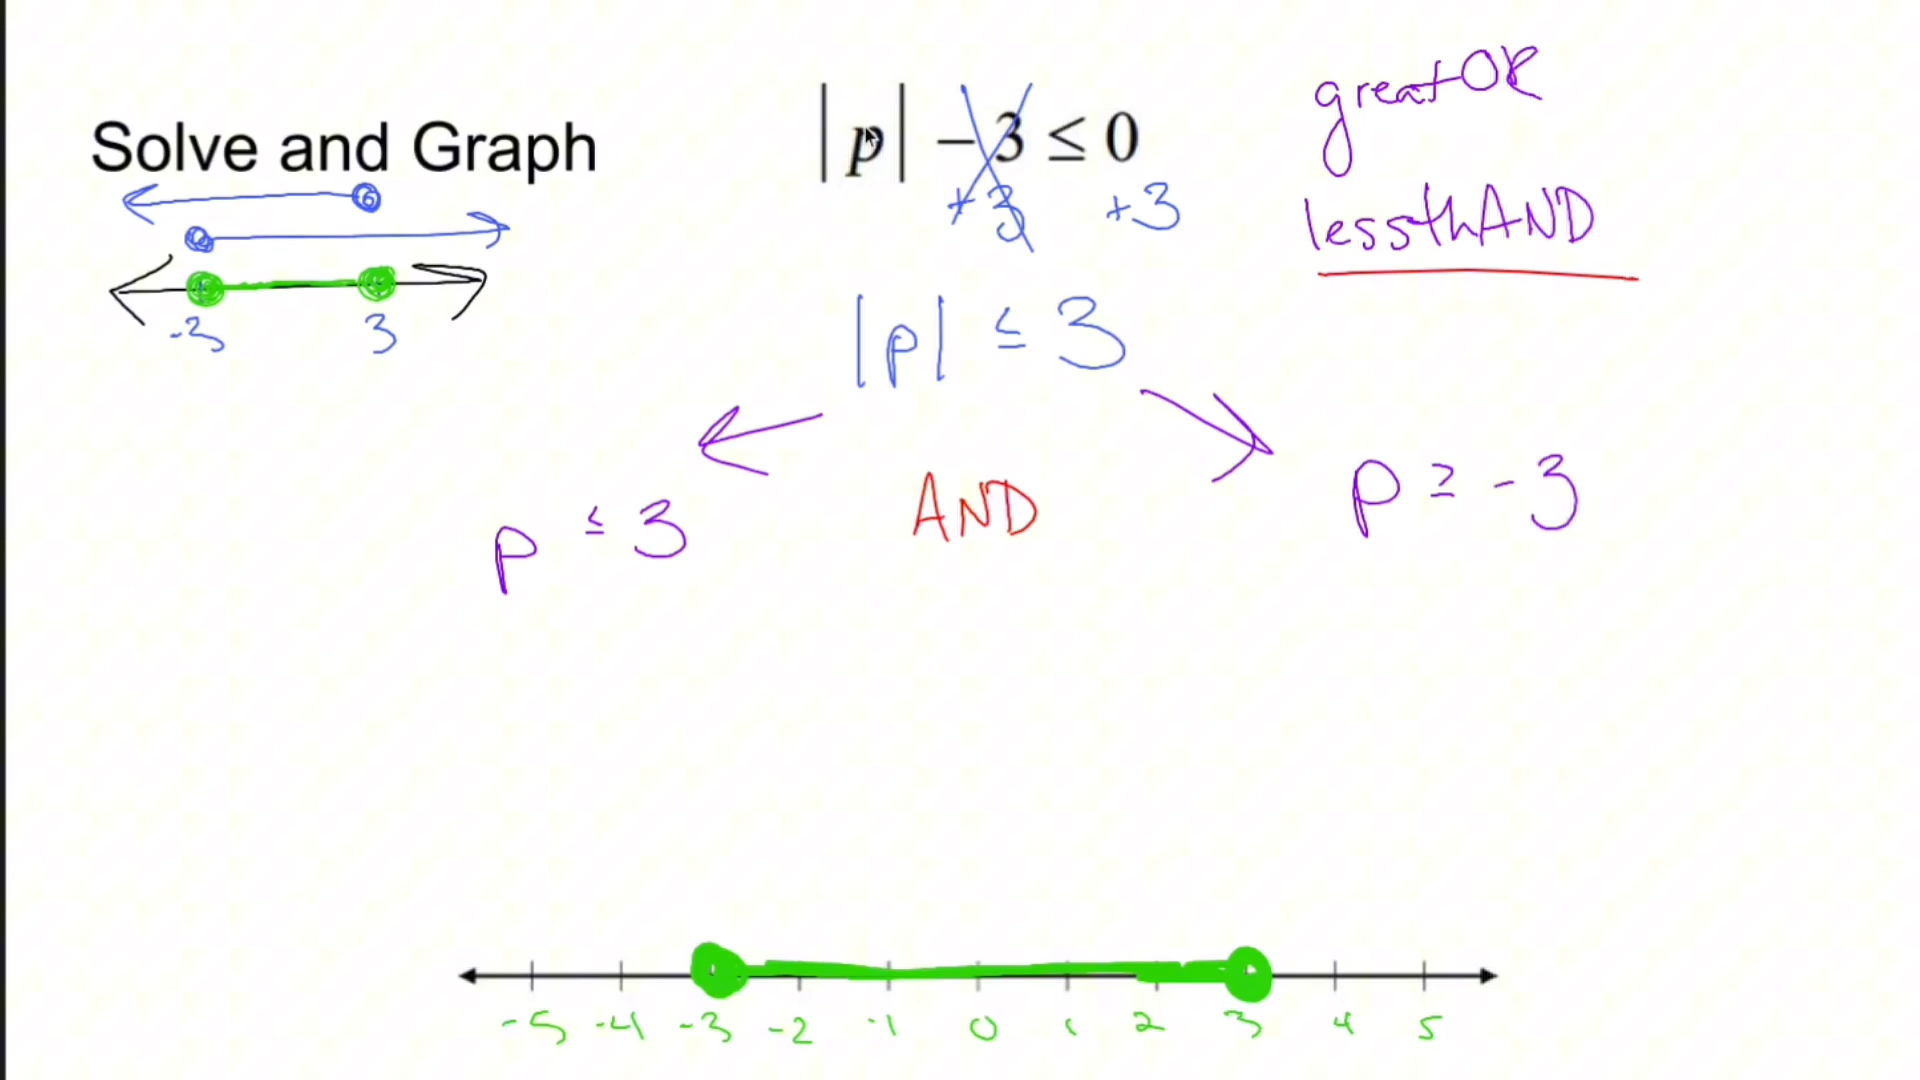 Solve and Graph
|p| - 3 ≤ 0
+3 +3
greatOR
lessthAND
-3 3
|p| ≤ 3
p ≤ 3 AND p ≥ -3
-5 -4 -3 -2 -1 0 1 2 3 4 5